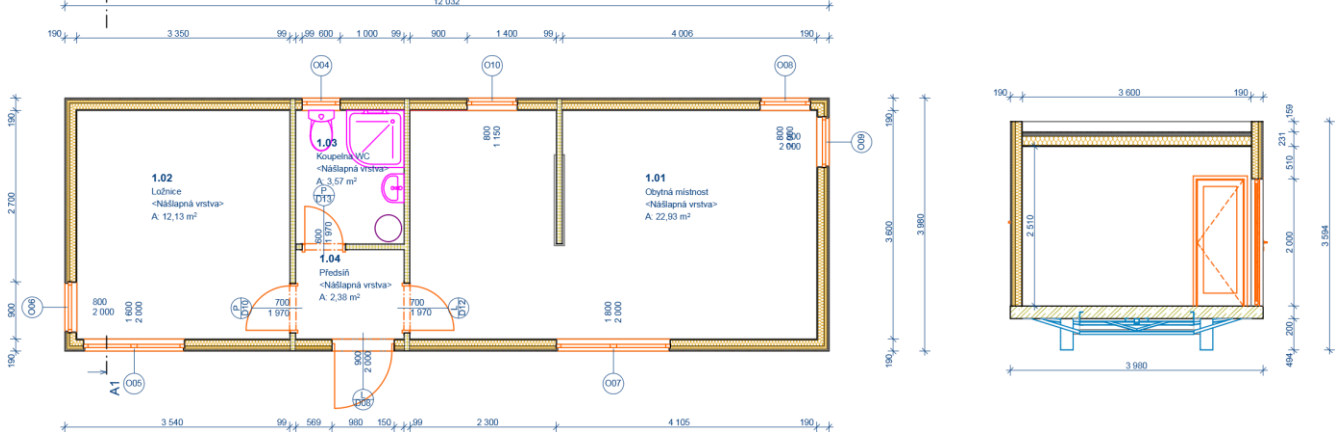 12 032
190 3 350 99 99 600 1 000 99 900 1 400 99 4 006 190
190 3 600 190
O04 O10 O08
190 2 700 900 190
1.03
Koupelna WC
<Nášlapná vrstva>
A: 3,57 m²
800
1 150
800
2 000
O09
190 3 600 190
3 980
159 231 510 2 000 200 494
3 594
2 510
1.02
Ložnice
<Nášlapná vrstva>
A: 12,13 m²
1.01
Obytná místnost
<Nášlapná vrstva>
A: 22,93 m²
P
D13
600
1 970
1.04
Předsíň
<Nášlapná vrstva>
A: 2,38 m²
O06
800
2 000
1 600
2 000
P
D10
700
1 970
700
1 970
L
D12
1 800
2 000
900
2 000
A1
O05
L
D08
O07
3 980
3 540 99 569 980 150 99 2 300 4 105 190